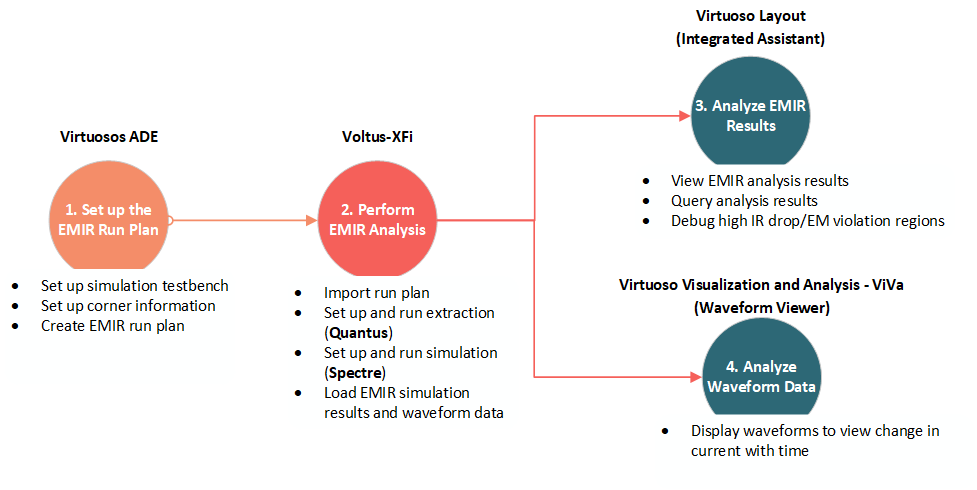 Virtuosos ADE
1. Set up the
EMIR Run Plan
• Set up simulation testbench
• Set up corner information
• Create EMIR run plan
Voltus-XFi
2. Perform
EMIR Analysis
• Import run plan
• Set up and run extraction
(Quantus)
• Set up and run simulation
(Spectre)
• Load EMIR simulation
results and waveform data
Virtuoso Layout
(Integrated Assistant)
3. Analyze EMIR
Results
• View EMIR analysis results
• Query analysis results
• Debug high IR drop/EM violation regions
Virtuoso Visualization and Analysis - ViVa
(Waveform Viewer)
4. Analyze
Waveform Data
• Display waveforms to view change in
current with time